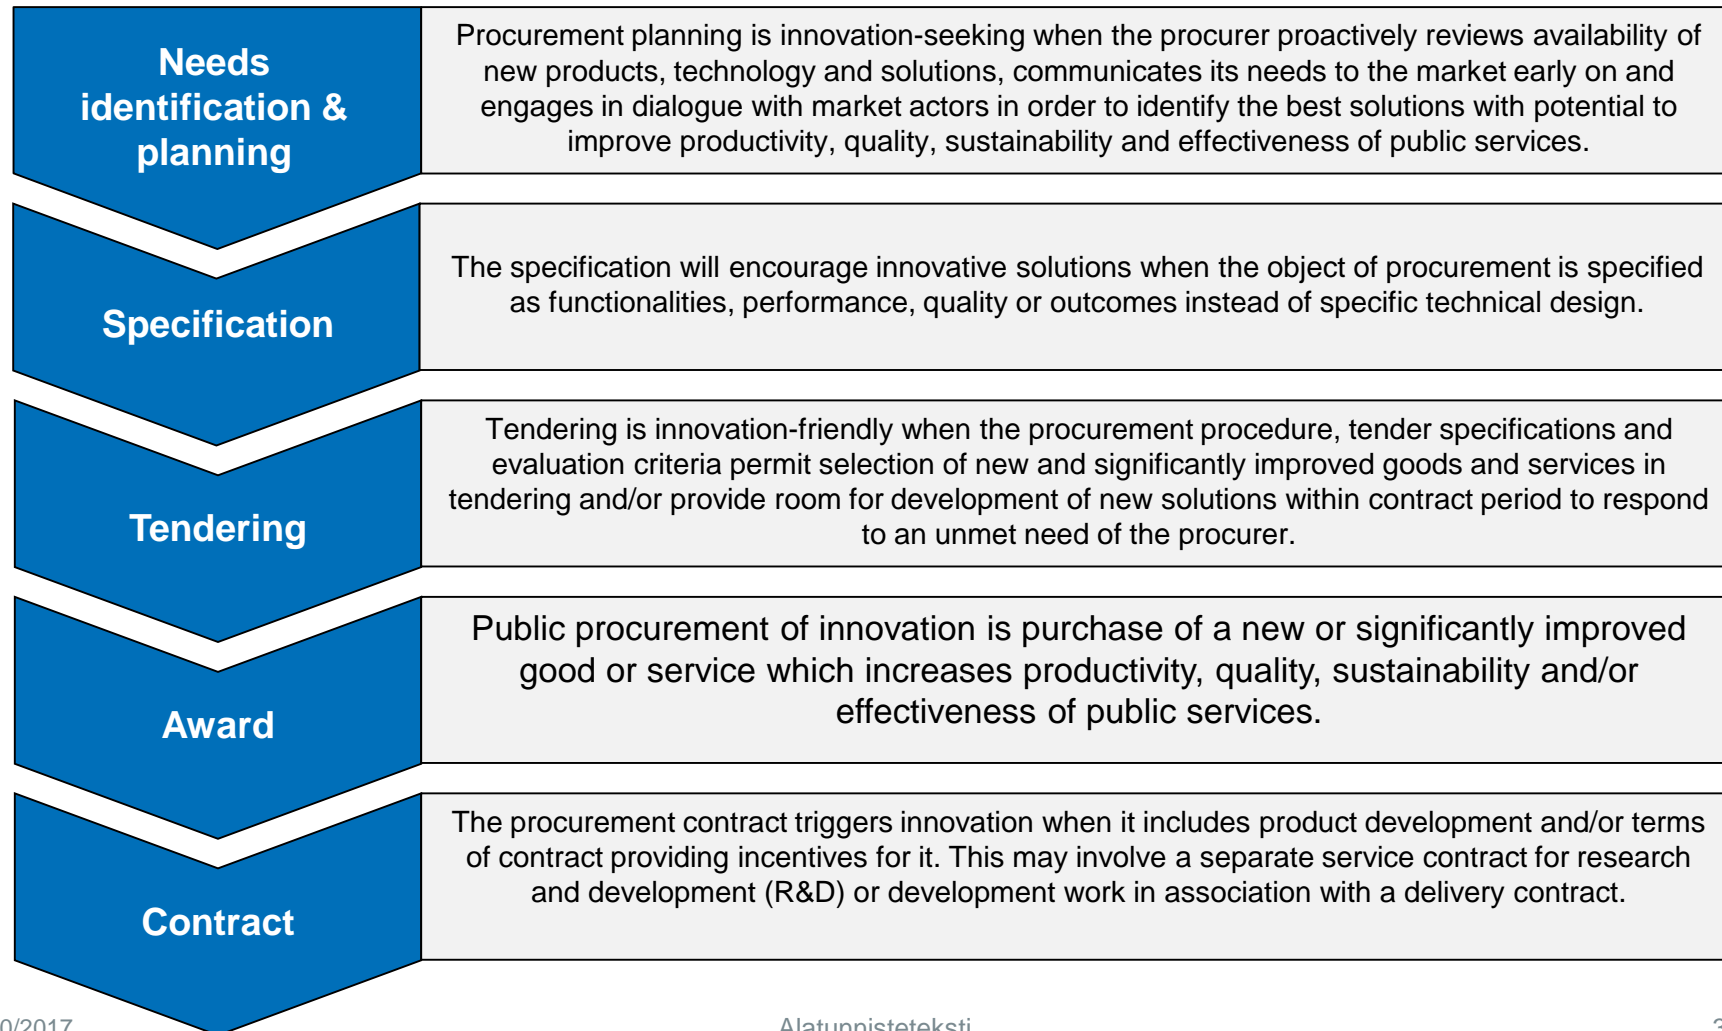 Needs
identification &
planning
Procurement planning is innovation-seeking when the procurer proactively reviews availability of
new products, technology and solutions, communicates its needs to the market early on and
engages in dialogue with market actors in order to identify the best solutions with potential to
improve productivity, quality, sustainability and effectiveness of public services.
Specification
The specification will encourage innovative solutions when the object of procurement is specified
as functionalities, performance, quality or outcomes instead of specific technical design.
Tendering
Tendering is innovation-friendly when the procurement procedure, tender specifications and
evaluation criteria permit selection of new and significantly improved goods and services in
tendering and/or provide room for development of new solutions within contract period to respond
to an unmet need of the procurer.
Award
Public procurement of innovation is purchase of a new or significantly improved
good or service which increases productivity, quality, sustainability and/or
effectiveness of public services.
Contract
The procurement contract triggers innovation when it includes product development and/or terms
of contract providing incentives for it. This may involve a separate service contract for research
and development (R&D) or development work in association with a delivery contract.
0/2017
Alatunnisteteksti
3